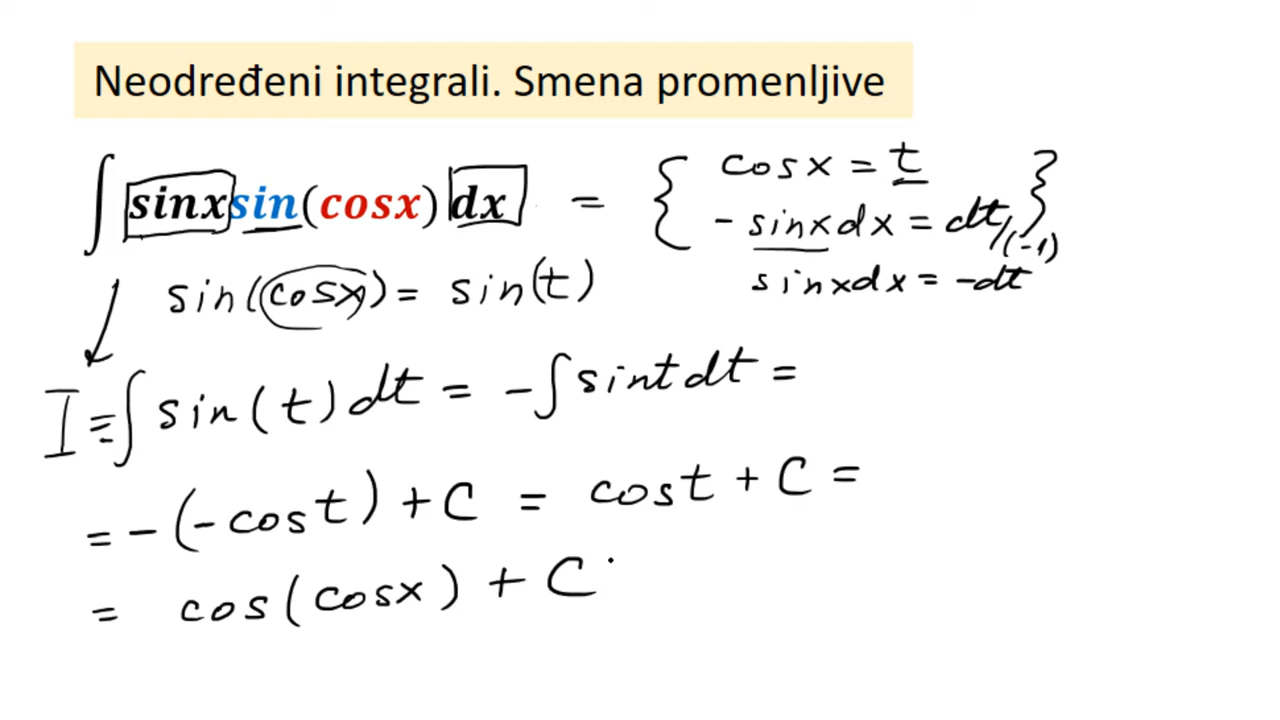 Neodređeni integrali. Smena promenljive
∫ sinx sin(cosx) dx = { cosx = t
- sinx dx = dt /(-1) }
sin(cosx) = sin(t)
sinx dx = -dt
I = ∫ sin(t) dt = - ∫ sint dt =
= - (- cost) + C = cost + C =
= cos(cosx) + C